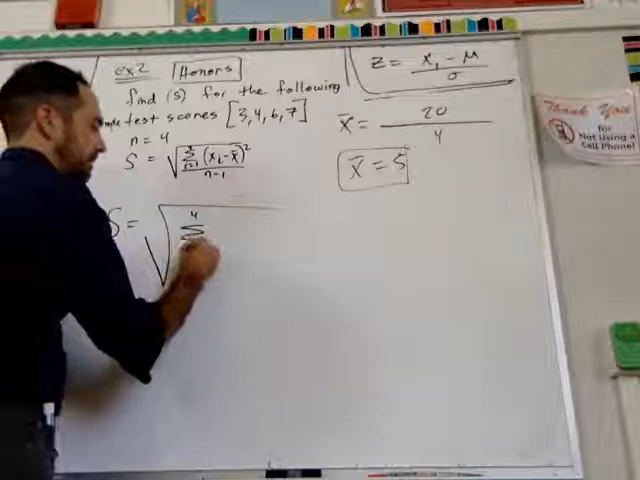 ex2 Honors
find (s) for the following
test scores [3,4,6,7]
n = 4
S = √ Σ (xᵢ - x̄)² / n-1
S = √ 4 Σ
z = xᵢ - μ / σ
x̄ = 20 / 4
x̄ = 5
Thank You
for
Not Using a
Cell Phone!